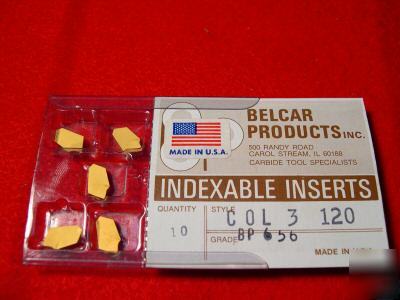 BELCAR
PRODUCTS INC.
500 RANDY ROAD
CAROL STREAM, IL 60188
CARBIDE TOOL SPECIALISTS
MADE IN U.S.A.
INDEXABLE INSERTS
QUANTITY
10
STYLE
COL 3 120
GRADE
BP 656
MADE IN U.S.A.